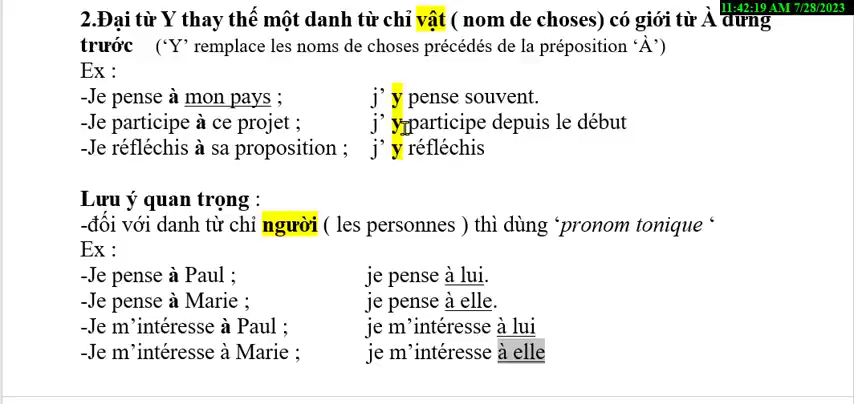 11:42:19 AM 7/28/2023
2.Đại từ Y thay thế một danh từ chỉ vật ( nom de choses) có giới từ À đứng
trước ('Y' remplace les noms de choses précédés de la préposition 'À')
Ex :
-Je pense à mon pays ; j' y pense souvent.
-Je participe à ce projet ; j' y participe depuis le début
-Je réfléchis à sa proposition ; j' y réfléchis
Lưu ý quan trọng :
-đối với danh từ chỉ người ( les personnes ) thì dùng 'pronom tonique '
Ex :
-Je pense à Paul ; je pense à lui.
-Je pense à Marie ; je pense à elle.
-Je m'intéresse à Paul ; je m'intéresse à lui
-Je m'intéresse à Marie ; je m'intéresse à elle